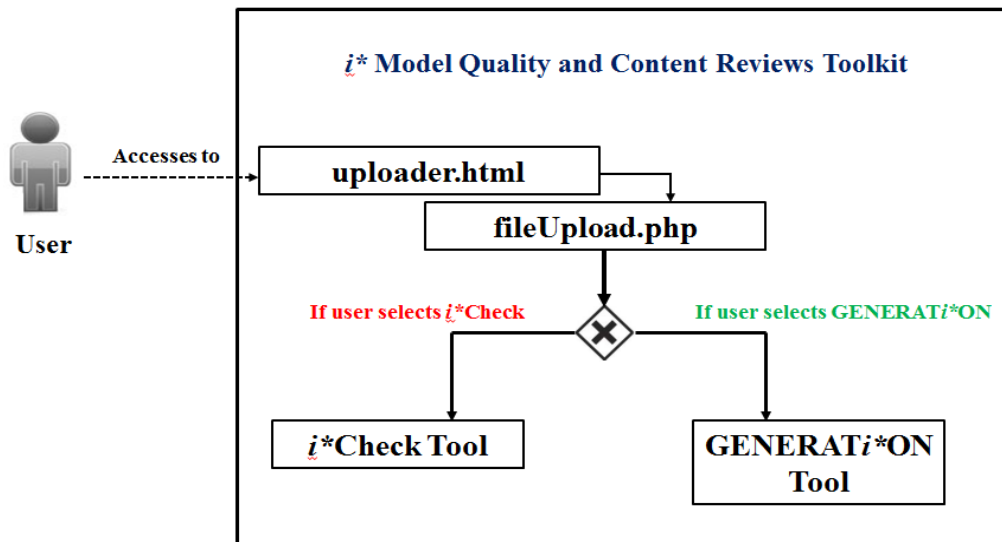 i* Model Quality and Content Reviews Toolkit
Accesses to
uploader.html
User
fileUpload.php
If user selects i*Check
If user selects GENERATi*ON
i*Check Tool
GENERATi*ON
Tool